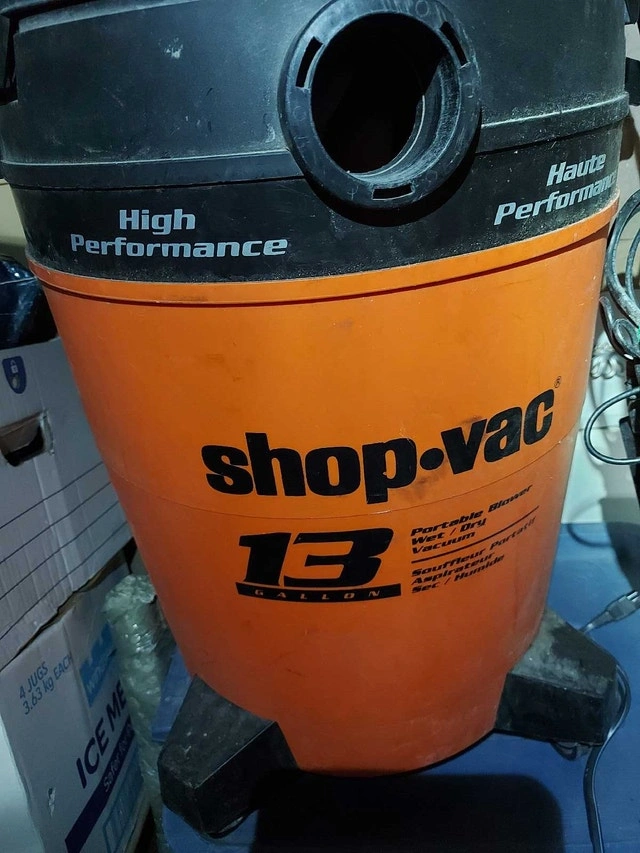 High
Performance
Haute
Performance
shop•vac®
13
GALLON
Portable Blower
Wet / Dry
Vacuum
Souffleur Portatif
Aspirateur
Sec / Humide
4 JUGS
3.63 kg EACH
ICE ME